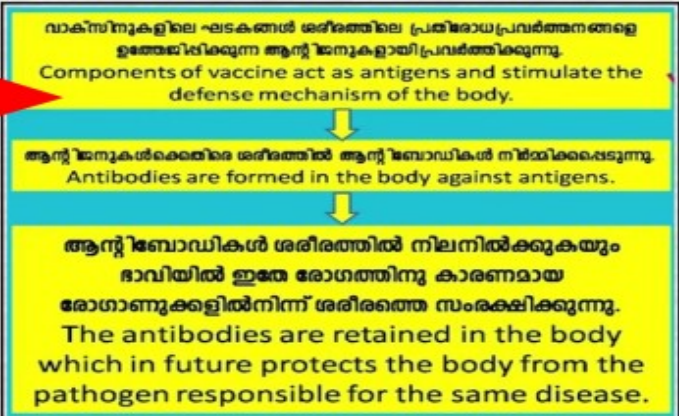 വാക്സിനുകളിലെ ഘടകങ്ങൾ ശരീരത്തിലെ പ്രതിരോധപ്രവർത്തനങ്ങളെ
ഉത്തേജിപ്പിക്കുന്ന ആന്റിജനുകളായി പ്രവർത്തിക്കുന്നു.
Components of vaccine act as antigens and stimulate the
defense mechanism of the body.
ആന്റിജനുകൾക്കെതിരെ ശരീരത്തിൽ ആന്റിബോഡികൾ നിർമ്മിക്കപ്പെടുന്നു.
Antibodies are formed in the body against antigens.
ആന്റിബോഡികൾ ശരീരത്തിൽ നിലനിൽക്കുകയും
ഭാവിയിൽ ഇതേ രോഗത്തിനു കാരണമായ
രോഗാണുക്കളിൽനിന്ന് ശരീരത്തെ സംരക്ഷിക്കുന്നു.
The antibodies are retained in the body
which in future protects the body from the
pathogen responsible for the same disease.